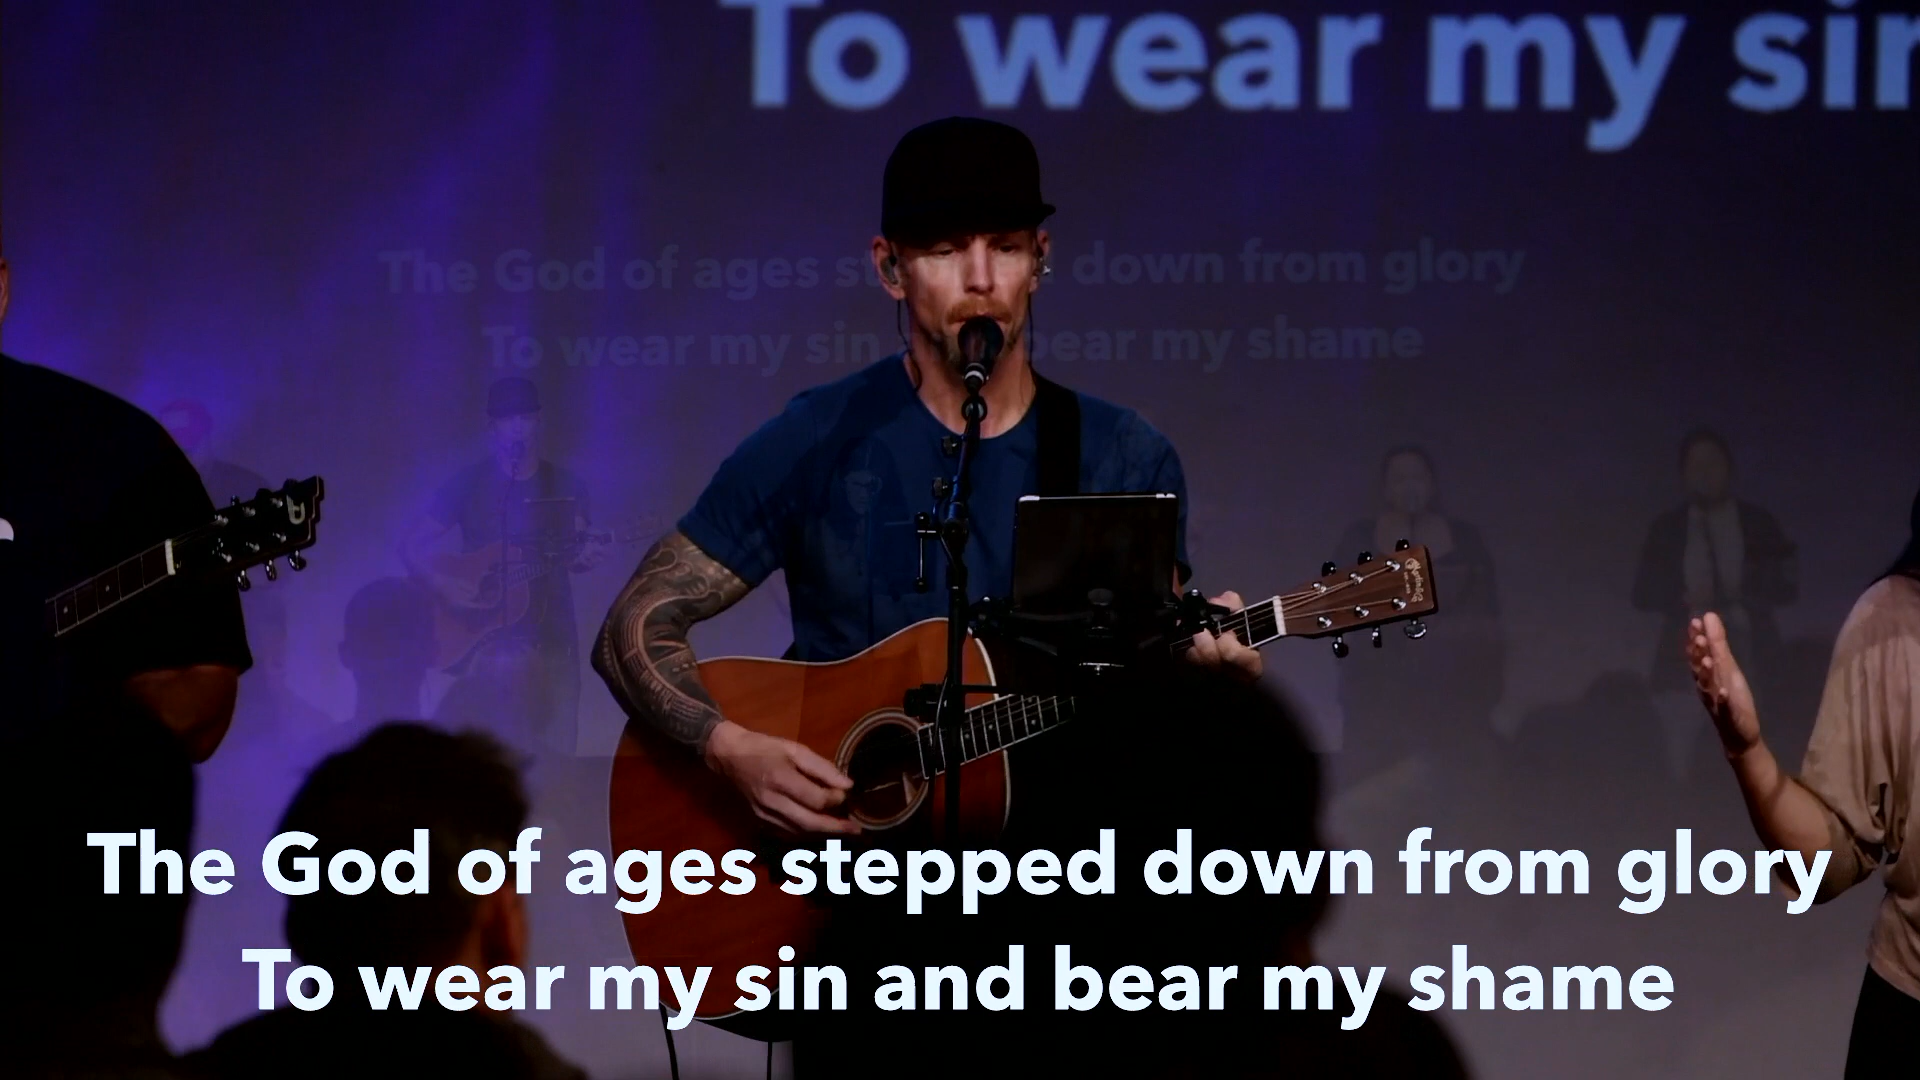 To wear my sin
The God of ages st d down from glory
To wear my sin bear my shame
The God of ages stepped down from glory
To wear my sin and bear my shame